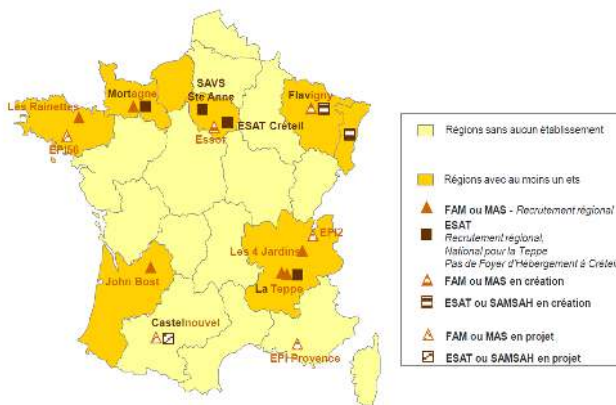 SAVS
Ste Anne
Mortagne
Flavigny
Les Rainettes
ESAT Créteil
Essor
EPI56
EPI2
Les 4 Jardins
La Teppe
John Bost
Castelnouvel
EPI Provence
Régions sans aucun établissement
Régions avec au moins un ets
FAM ou MAS - Recrutement régional
ESAT
Recrutement régional,
National pour la Teppe
Pas de Foyer d'Hébergement à Créteil
FAM ou MAS en création
ESAT ou SAMSAH en création
FAM ou MAS en projet
ESAT ou SAMSAH en projet